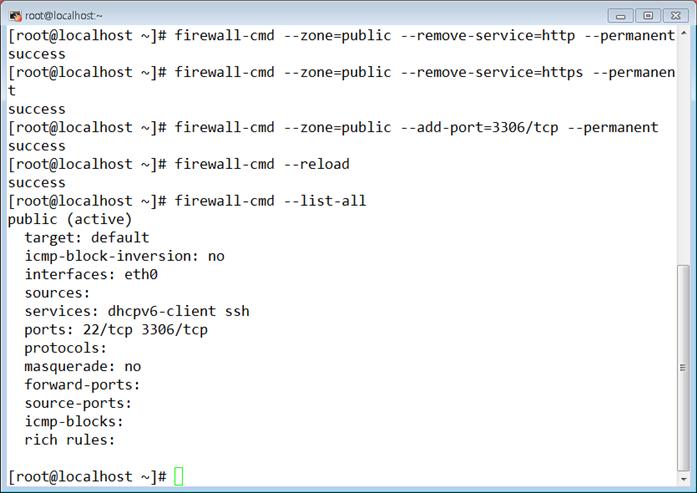 root@localhost:~
[root@localhost ~]# firewall-cmd --zone=public --remove-service=http --permanent
success
[root@localhost ~]# firewall-cmd --zone=public --remove-service=https --permanen
t
success
[root@localhost ~]# firewall-cmd --zone=public --add-port=3306/tcp --permanent
success
[root@localhost ~]# firewall-cmd --reload
success
[root@localhost ~]# firewall-cmd --list-all
public (active)
  target: default
  icmp-block-inversion: no
  interfaces: eth0
  sources:
  services: dhcpv6-client ssh
  ports: 22/tcp 3306/tcp
  protocols:
  masquerade: no
  forward-ports:
  source-ports:
  icmp-blocks:
  rich rules:
[root@localhost ~]#